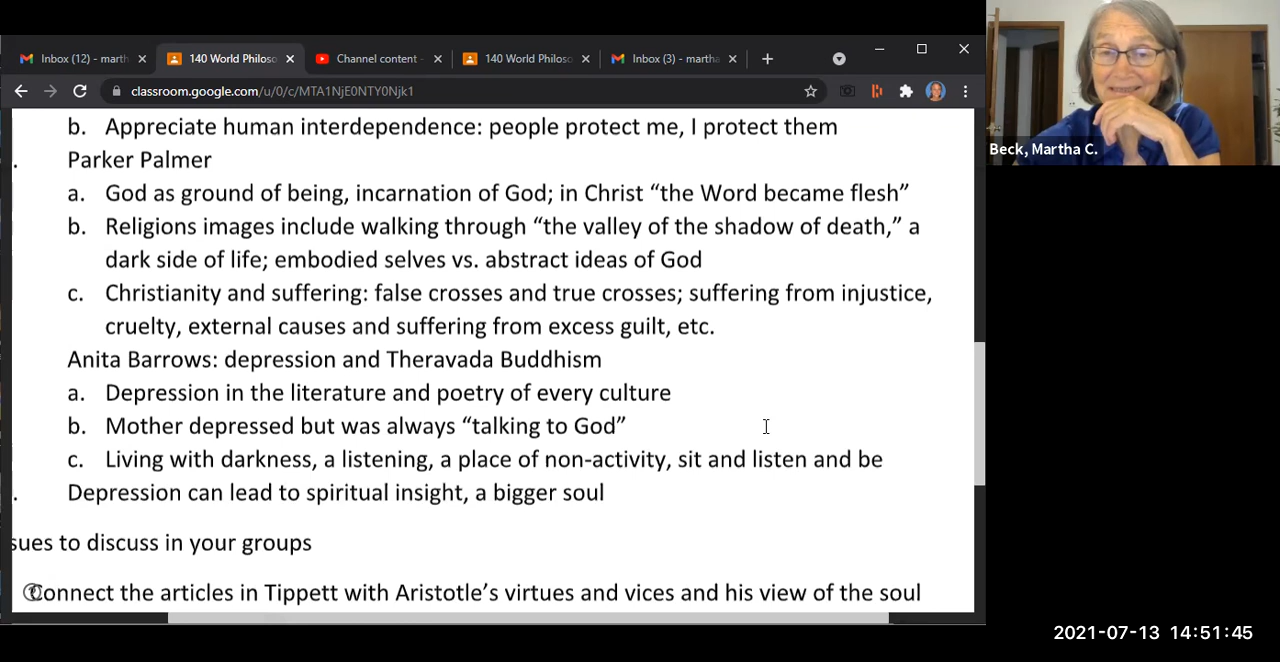 Inbox (12) - marth
140 World Philoso
Channel content -
140 World Philoso
Inbox (3) - martha
classroom.google.com/u/0/c/MTA1NjE0NTY0Njk1
b. Appreciate human interdependence: people protect me, I protect them
. Parker Palmer
a. God as ground of being, incarnation of God; in Christ “the Word became flesh”
b. Religions images include walking through “the valley of the shadow of death,” a
dark side of life; embodied selves vs. abstract ideas of God
c. Christianity and suffering: false crosses and true crosses; suffering from injustice,
cruelty, external causes and suffering from excess guilt, etc.
Anita Barrows: depression and Theravada Buddhism
a. Depression in the literature and poetry of every culture
b. Mother depressed but was always “talking to God”
c. Living with darkness, a listening, a place of non-activity, sit and listen and be
. Depression can lead to spiritual insight, a bigger soul
sues to discuss in your groups
Connect the articles in Tippett with Aristotle’s virtues and vices and his view of the soul
Beck, Martha C.
2021-07-13 14:51:45